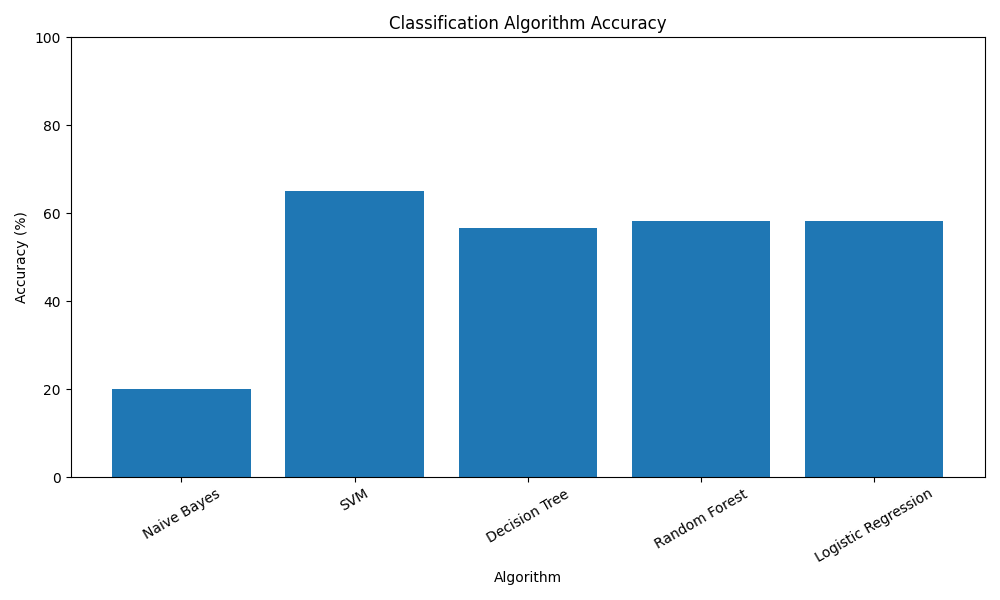 Classification Algorithm Accuracy
100
80
60
40
20
0
Accuracy (%)
Naive Bayes
SVM
Decision Tree
Random Forest
Logistic Regression
Algorithm